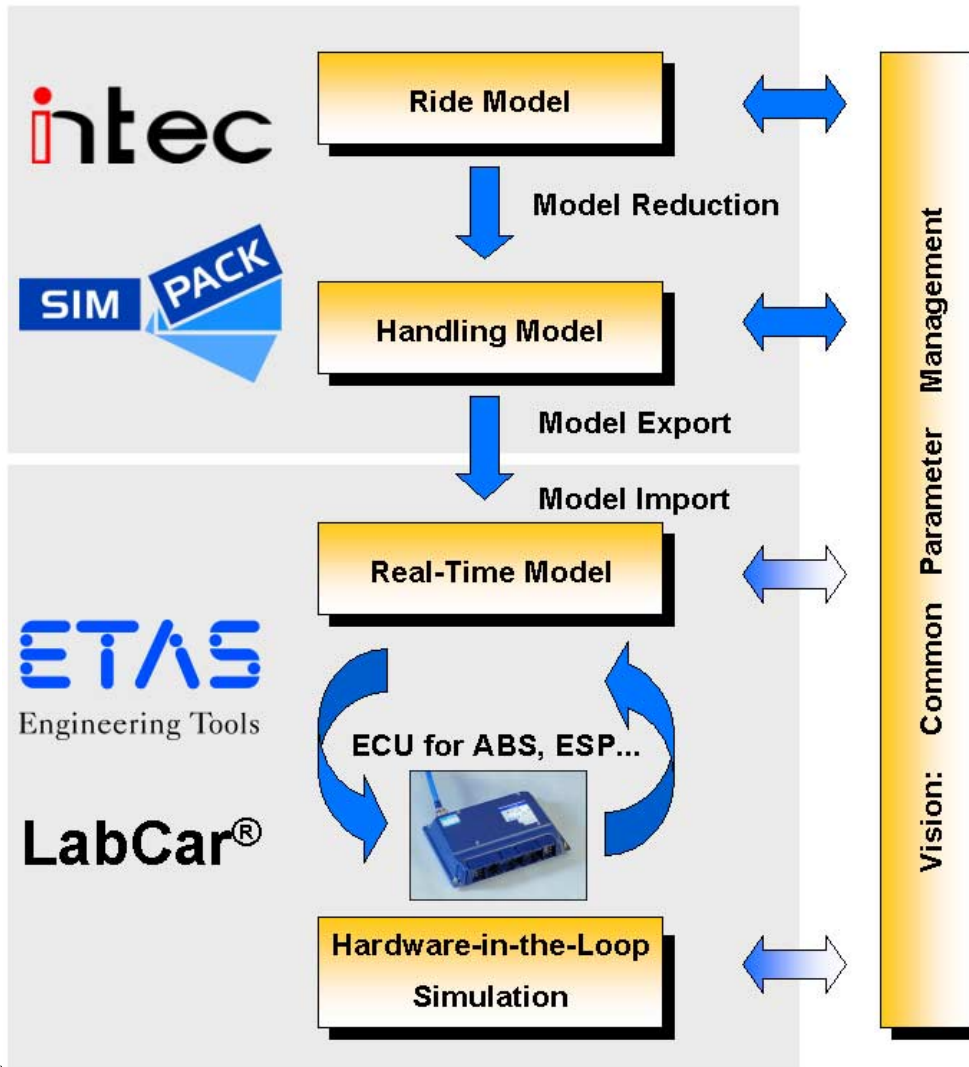 intec
SIM
PACK
Ride Model
Model Reduction
Handling Model
Model Export
Model Import
ETAS
Engineering Tools
LabCar®
Real-Time Model
ECU for ABS, ESP...
Hardware-in-the-Loop
Simulation
Vision: Common Parameter Management